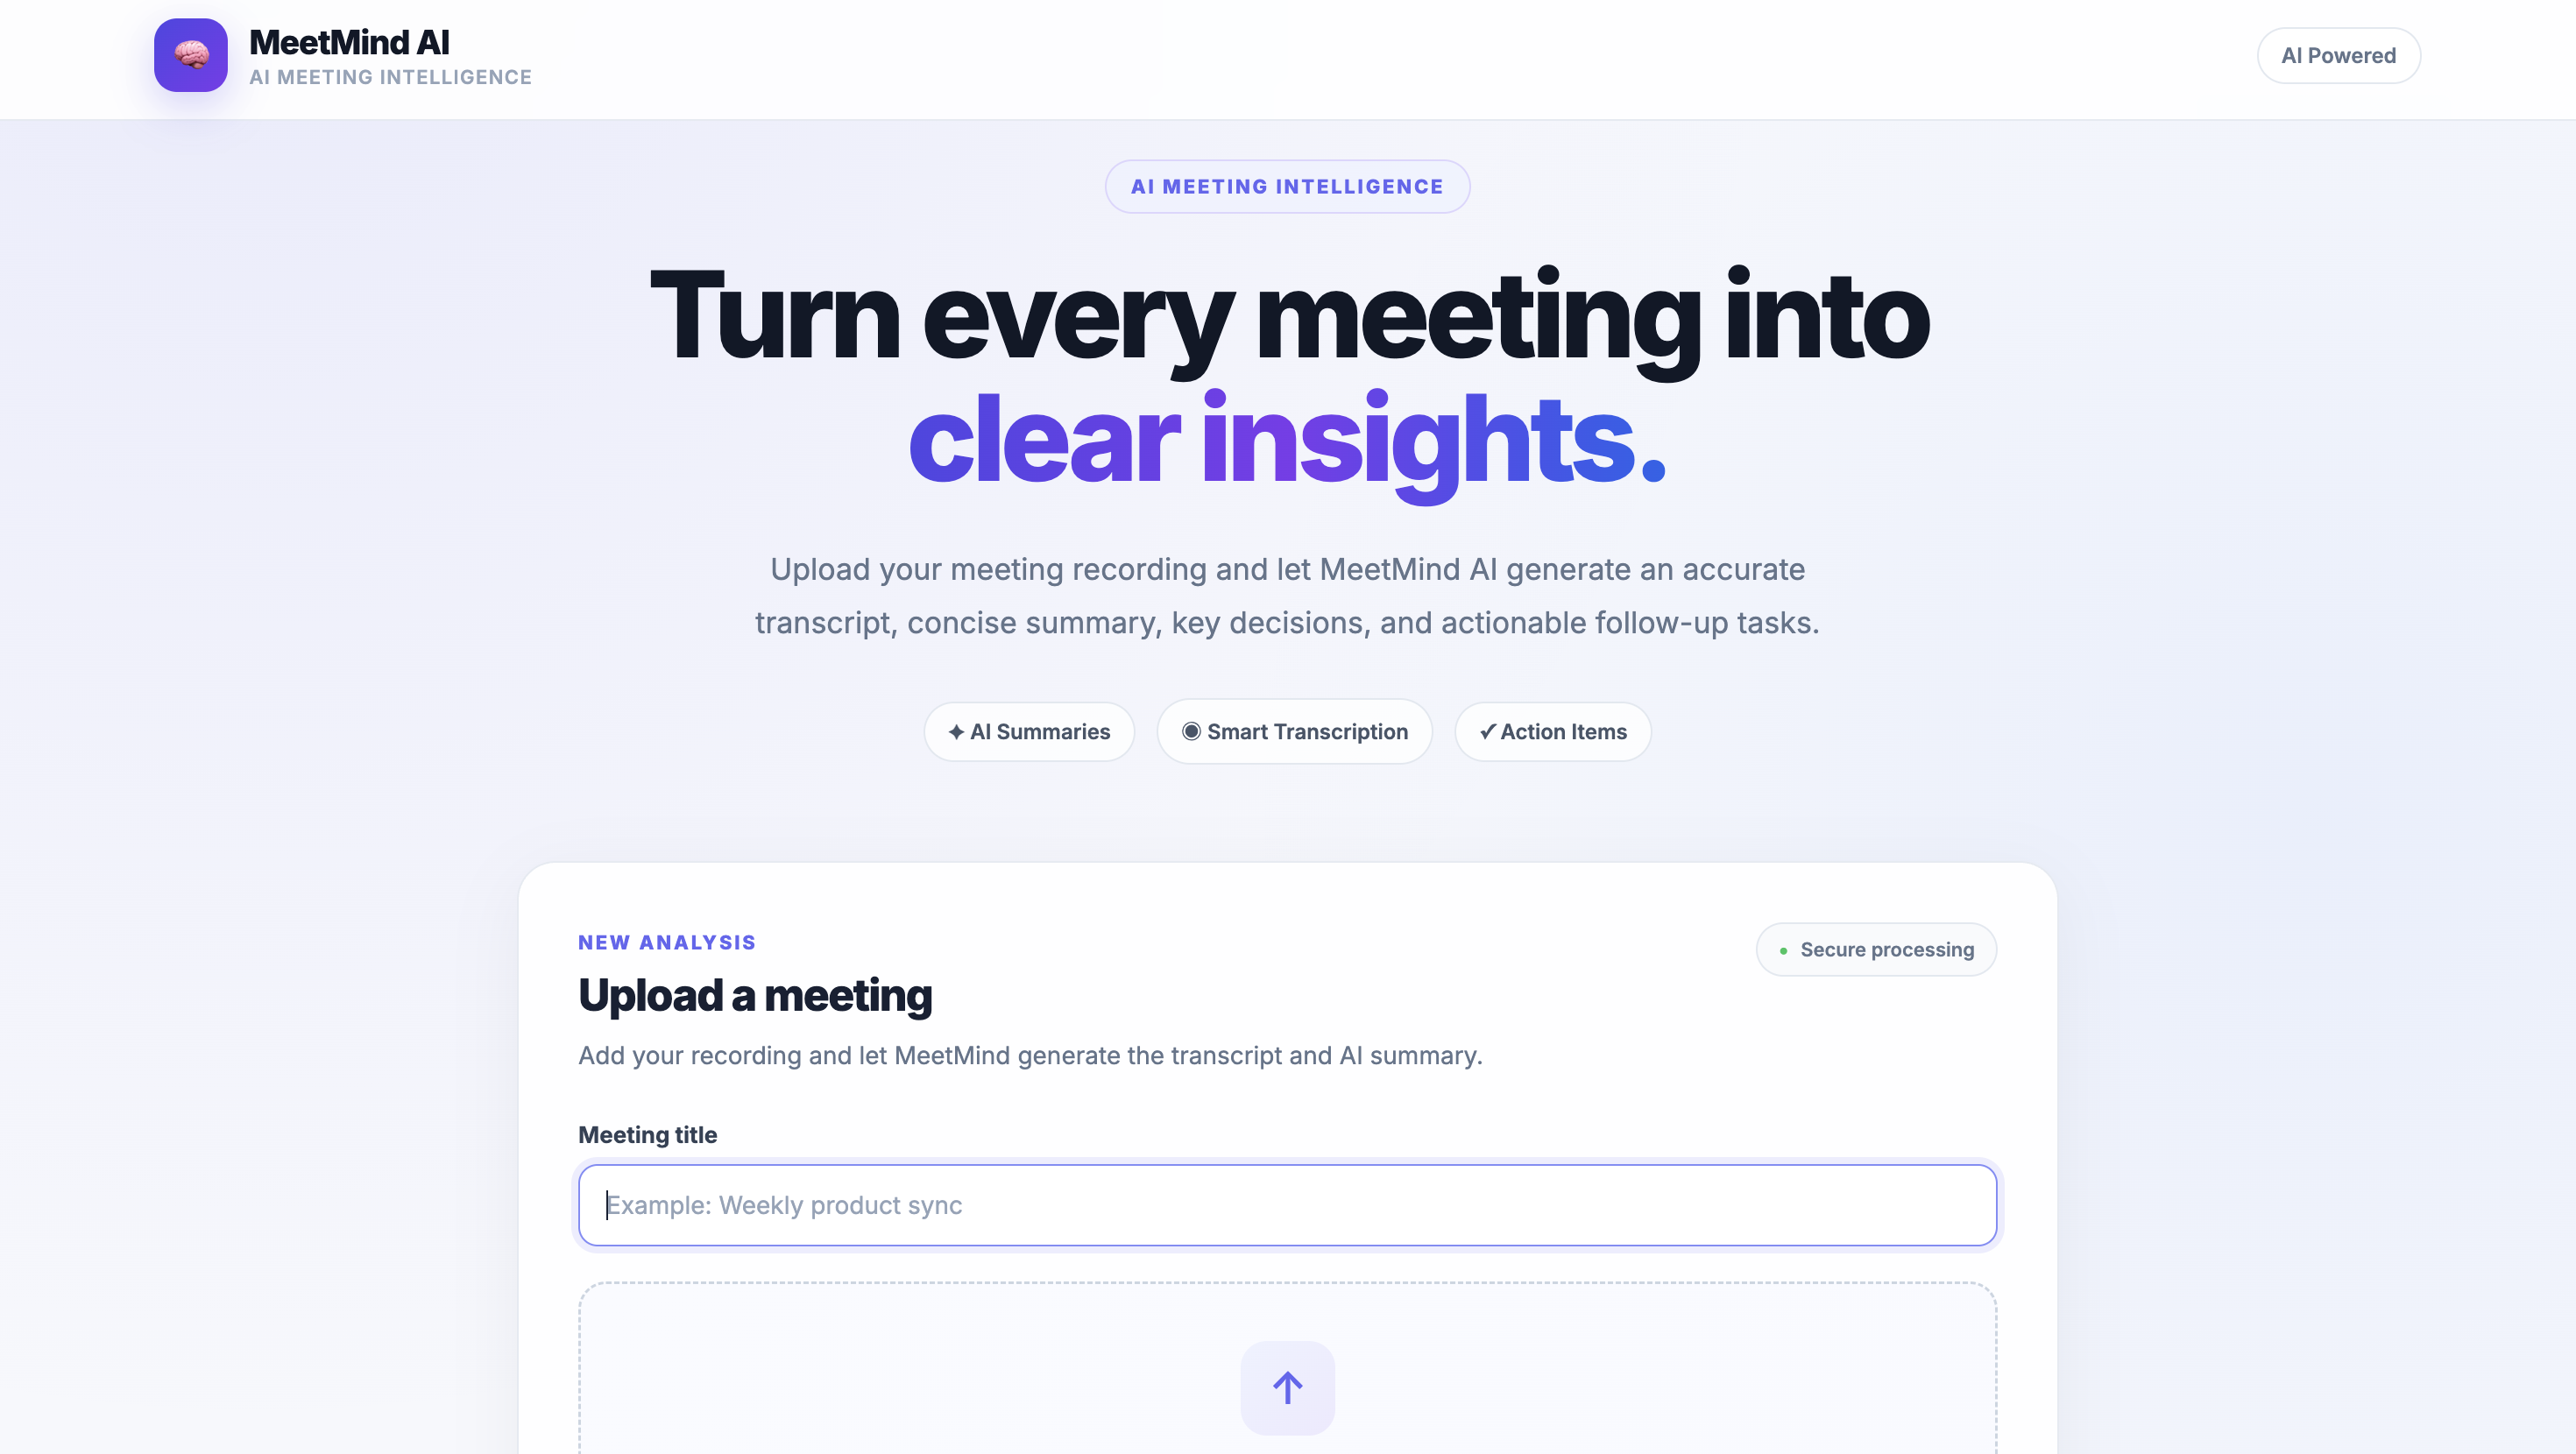 MeetMind AI
AI MEETING INTELLIGENCE
AI Powered
AI MEETING INTELLIGENCE
Turn every meeting into
clear insights.
Upload your meeting recording and let MeetMind AI generate an accurate
transcript, concise summary, key decisions, and actionable follow-up tasks.
✦ AI Summaries
◉ Smart Transcription
✓ Action Items
NEW ANALYSIS
Secure processing
Upload a meeting
Add your recording and let MeetMind generate the transcript and AI summary.
Meeting title
Example: Weekly product sync